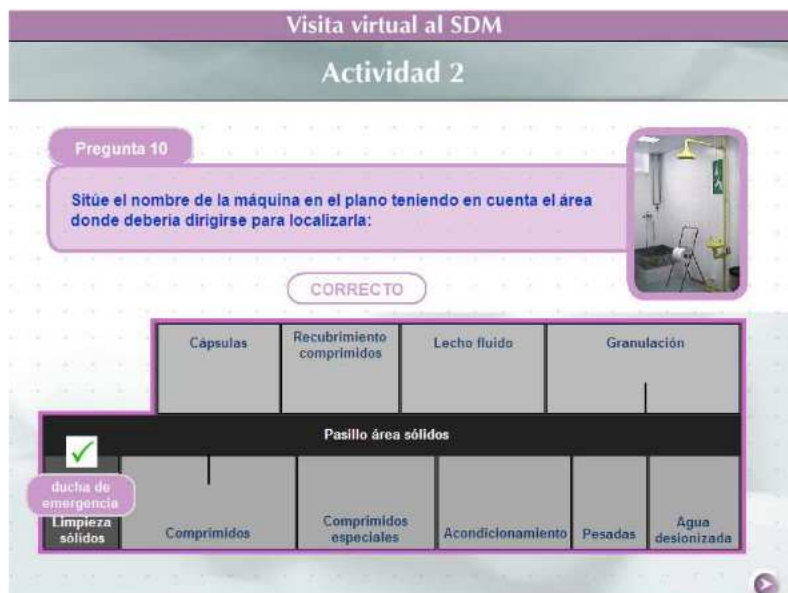 Visita virtual al SDM
Actividad 2
Pregunta 10
Sitúe el nombre de la máquina en el plano teniendo en cuenta el área
donde debería dirigirse para localizarla:
CORRECTO
Cápsulas
Recubrimiento
comprimidos
Lecho fluido
Granulación
Pasillo área sólidos
ducha de
emergencia
Limpieza
sólidos
Comprimidos
Comprimidos
especiales
Acondicionamiento
Pesadas
Agua
desionizada